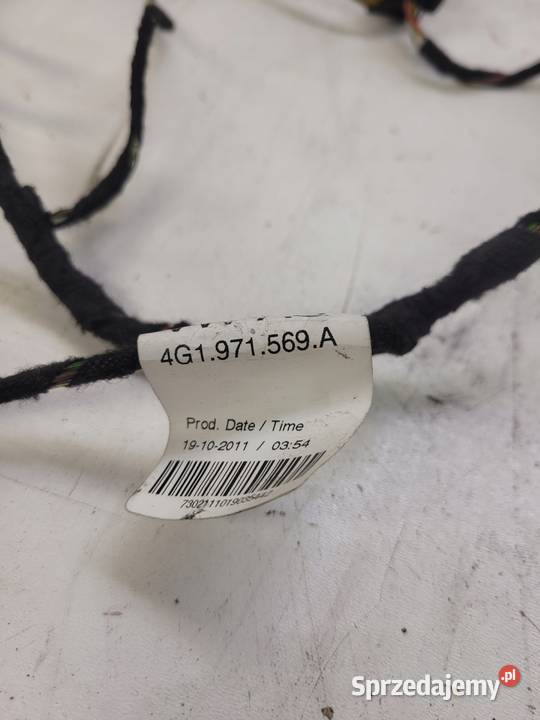 4G1.971.569.A
Prod. Date / Time
19-10-2011 / 03:54
Sprzedajemy.pl